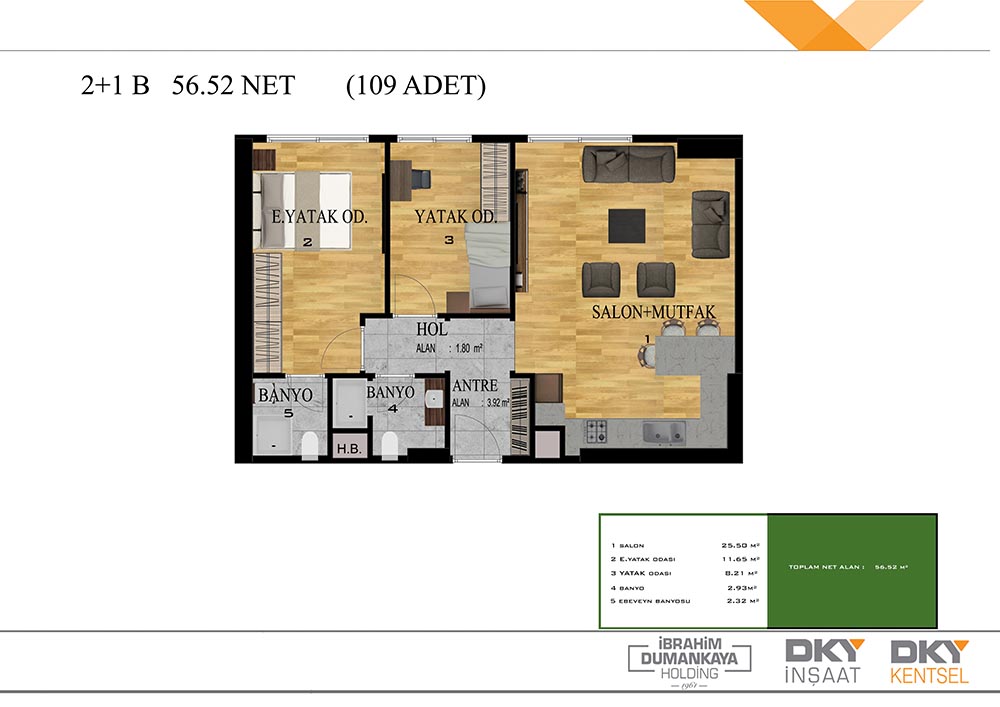 2+1 B 56.52 NET (109 ADET)
E.YATAK OD.
2
YATAK OD.
3
SALON+MUTFAK
1
HOL
ALAN : 1.80 m²
ANTRE
ALAN : 3.92 m²
BANYO
5
BANYO
4
H.B.
1 SALON 25.50 M²
2 E.YATAK ODASI 11.65 M²
3 YATAK ODASI 8.21 M²
4 BANYO 2.93M²
5 EBEVEYN BANYOSU 2.32 M²
TOPLAM NET ALAN : 56.52 M²
İBRAHİM
DUMANKAYA
HOLDİNG
1961
DKY
İNŞAAT
DKY
KENTSEL